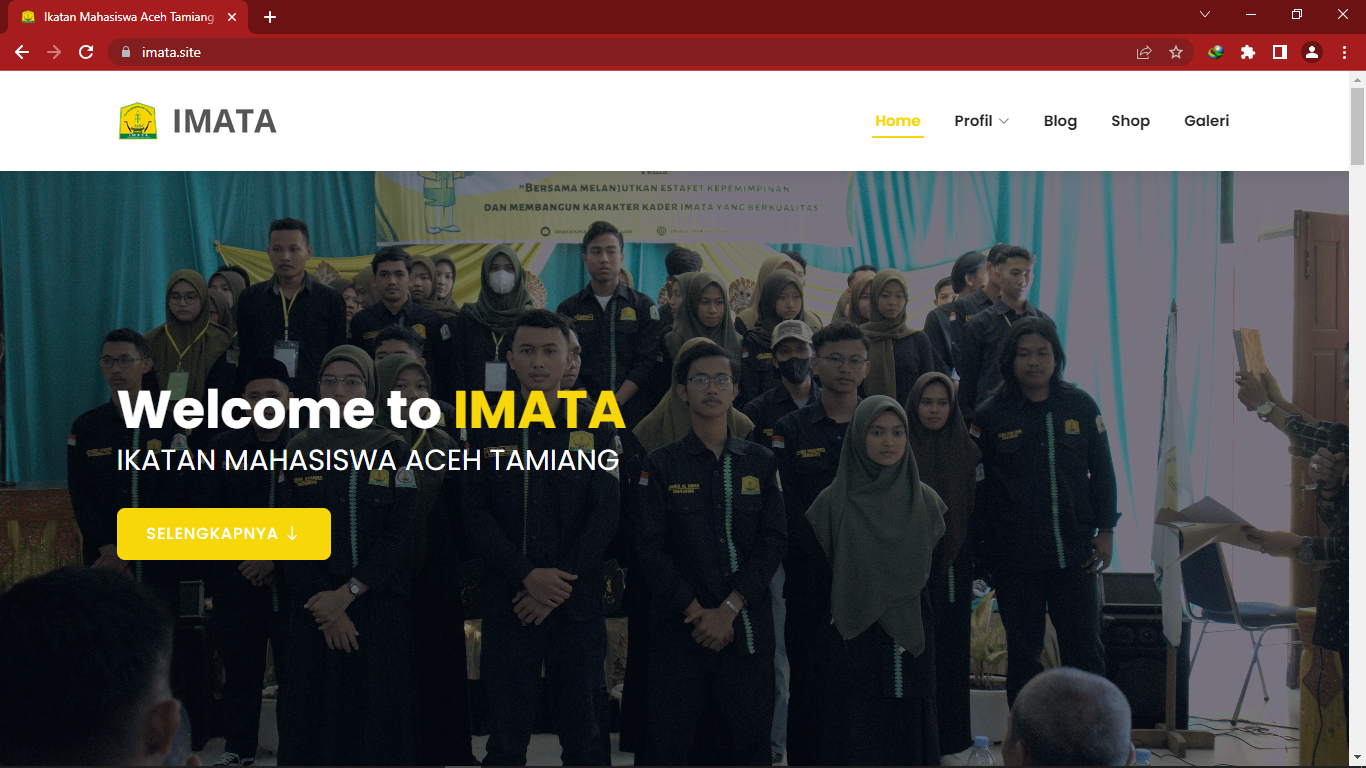 Ikatan Mahasiswa Aceh Tamiang
imata.site
IMATA
Home Profil Blog Shop Galeri
"BERSAMA MELANJUTKAN ESTAFET KEPEMIMPINAN
DAN MEMBANGUN KARAKTER KADER IMATA YANG BERKUALITAS"
Welcome to IMATA
IKATAN MAHASISWA ACEH TAMIANG
SELENGKAPNYA ↓